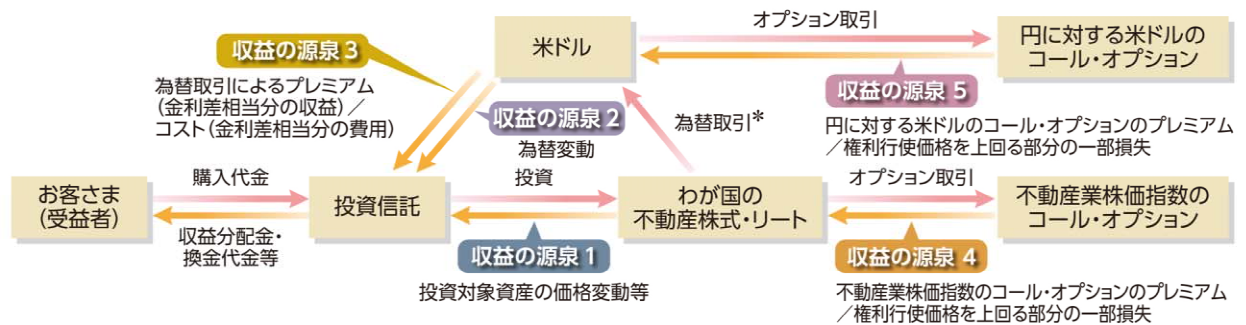 オプション取引
収益の源泉3
米ドル
円に対する米ドルの
コール・オプション
為替取引によるプレミアム
(金利差相当分の収益)/
コスト(金利差相当分の費用)
収益の源泉2
為替変動
為替取引*
収益の源泉5
円に対する米ドルのコール・オプションのプレミアム
/権利行使価格を上回る部分の一部損失
お客さま
(受益者)
購入代金
収益分配金・
換金代金等
投資信託
投資
収益の源泉1
投資対象資産の価格変動等
わが国の
不動産株式・リート
オプション取引
収益の源泉4
不動産業株価指数の
コール・オプション
不動産業株価指数のコール・オプションのプレミアム
/権利行使価格を上回る部分の一部損失